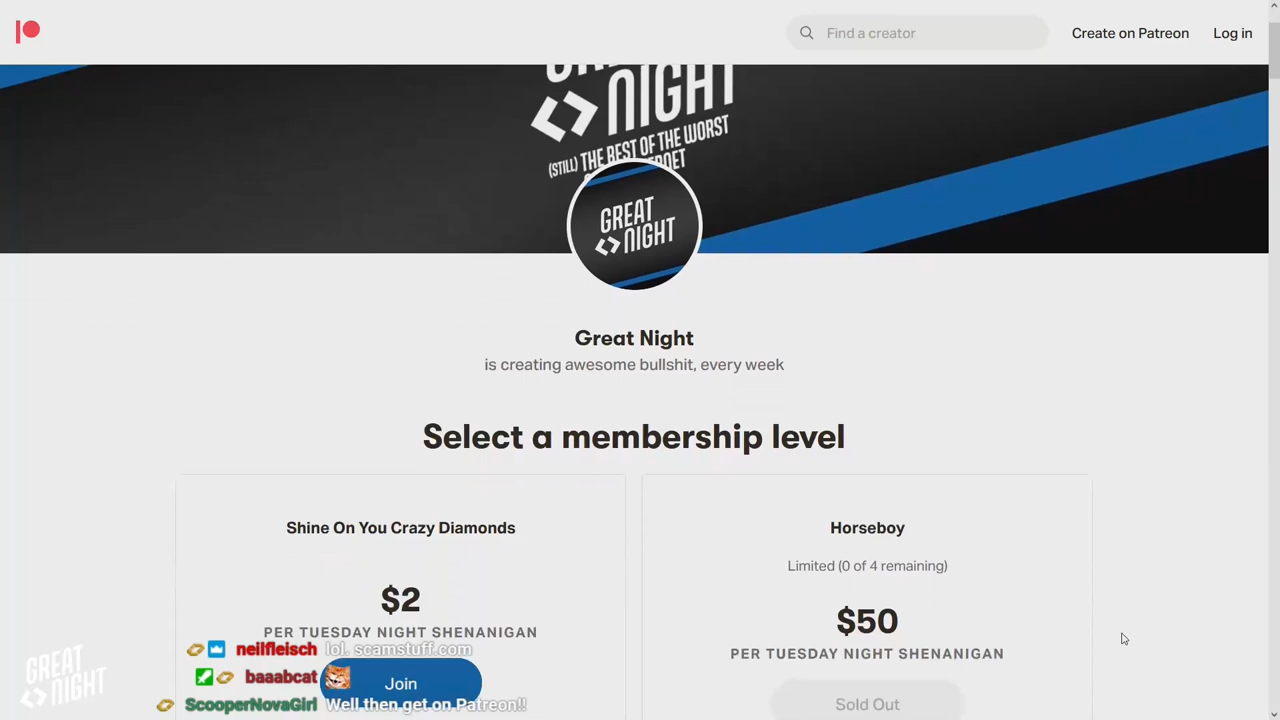 Find a creator
Create on Patreon
Log in
NIGHT
(STILL) THE BEST OF THE WORST
GREAT
NIGHT
Great Night
is creating awesome bullshit, every week
Select a membership level
Shine On You Crazy Diamonds
$2
PER TUESDAY NIGHT SHENANIGAN
Join
Horseboy
Limited (0 of 4 remaining)
$50
PER TUESDAY NIGHT SHENANIGAN
Sold Out
neilfleisch lol. scamstuff.com
baaabcat
ScooperNovaGirl Well then get on Patreon!!
GREAT
NIGHT